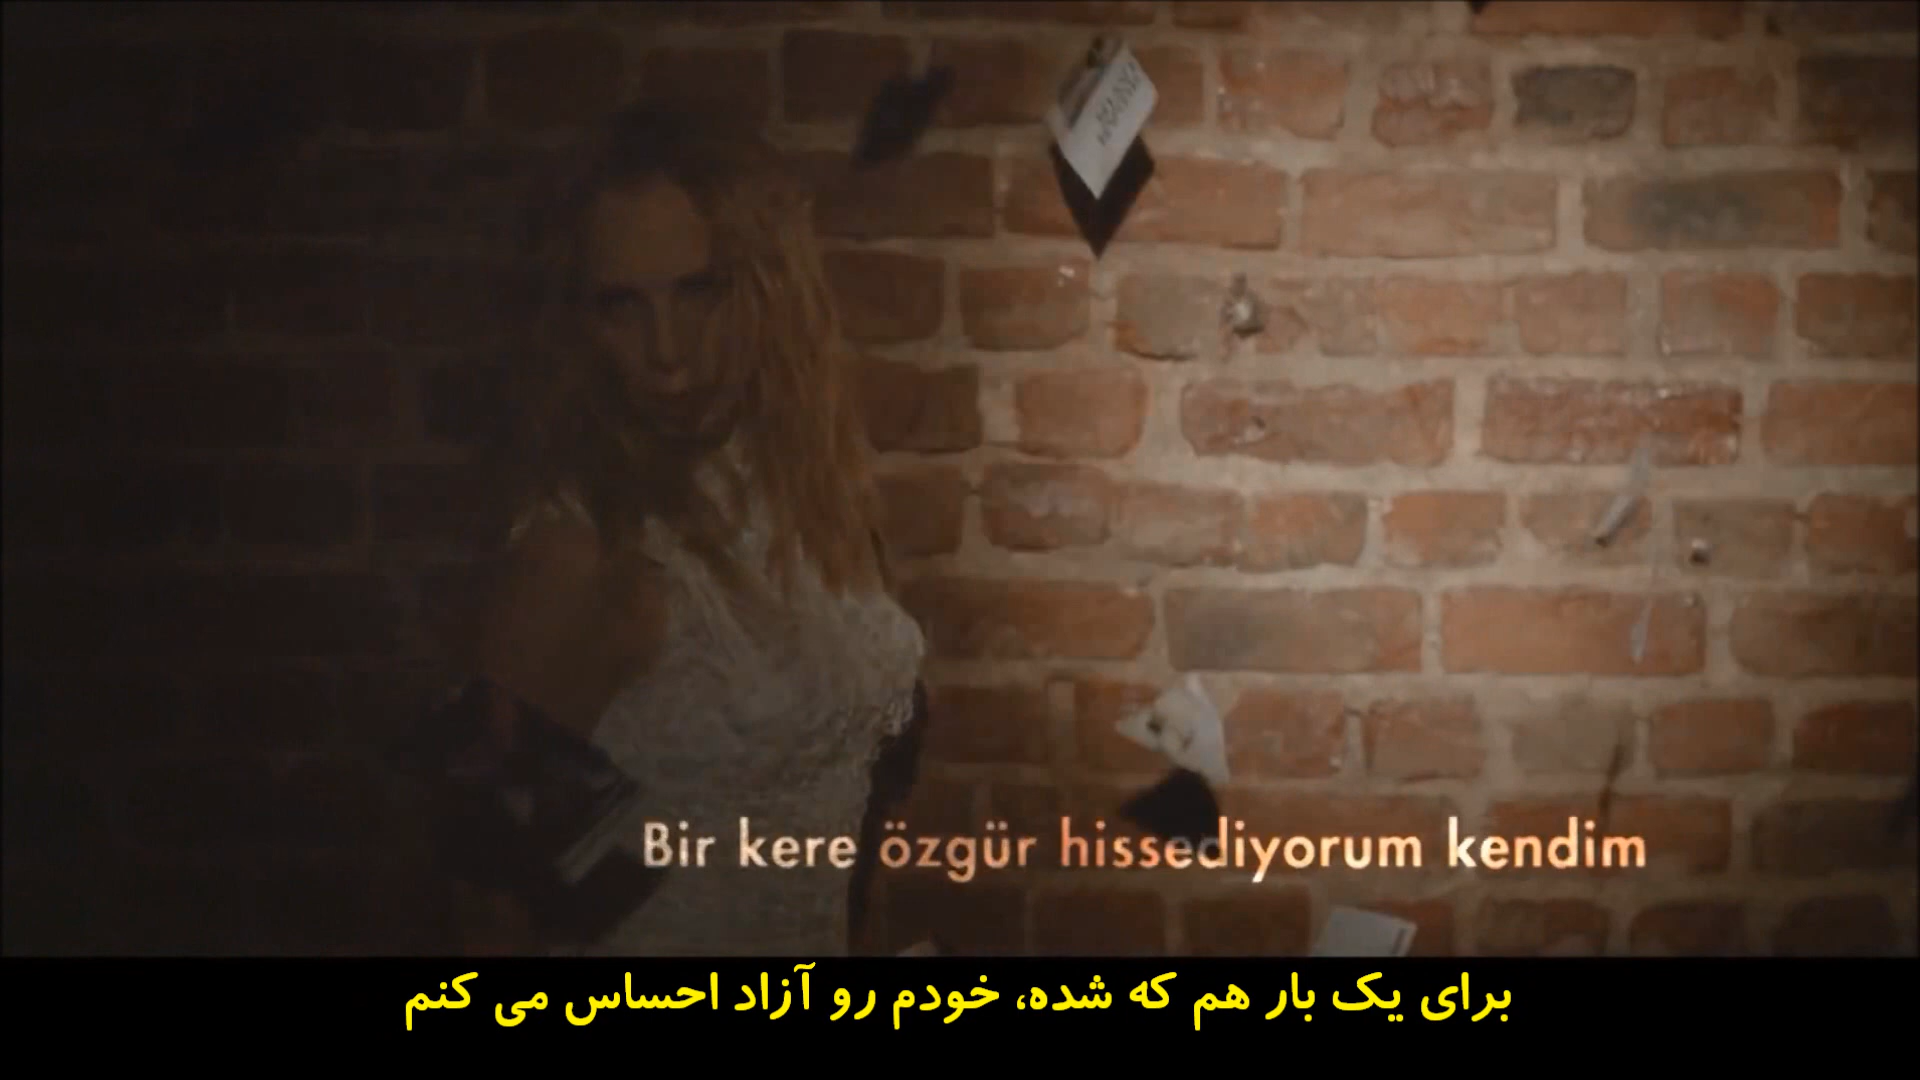 Bir kere özgür hissediyorum kendim
برای یک بار هم که شده، خودم رو آزاد احساس می کنم